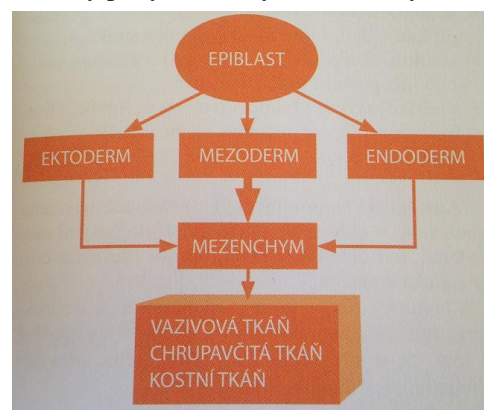 EPIBLAST
EKTODERM
MEZODERM
ENDODERM
MEZENCHYM
VAZIVOVÁ TKÁŇ
CHRUPAVČITÁ TKÁŇ
KOSTNÍ TKÁŇ